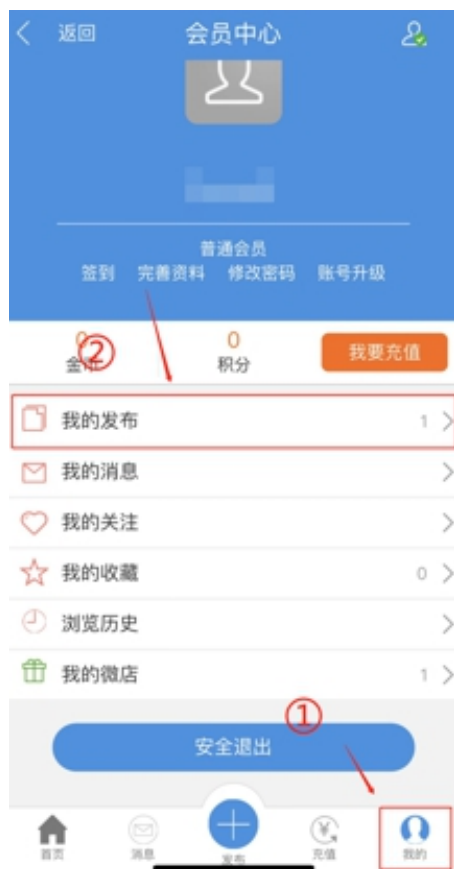 返回 会员中心
普通会员
签到 完善资料 修改密码 账号升级
0 0
② 金币 积分 我要充值
我的发布 1
我的消息
我的关注
我的收藏 0
浏览历史
我的微店 1
①
安全退出
首页 消息 发布 充值 我的